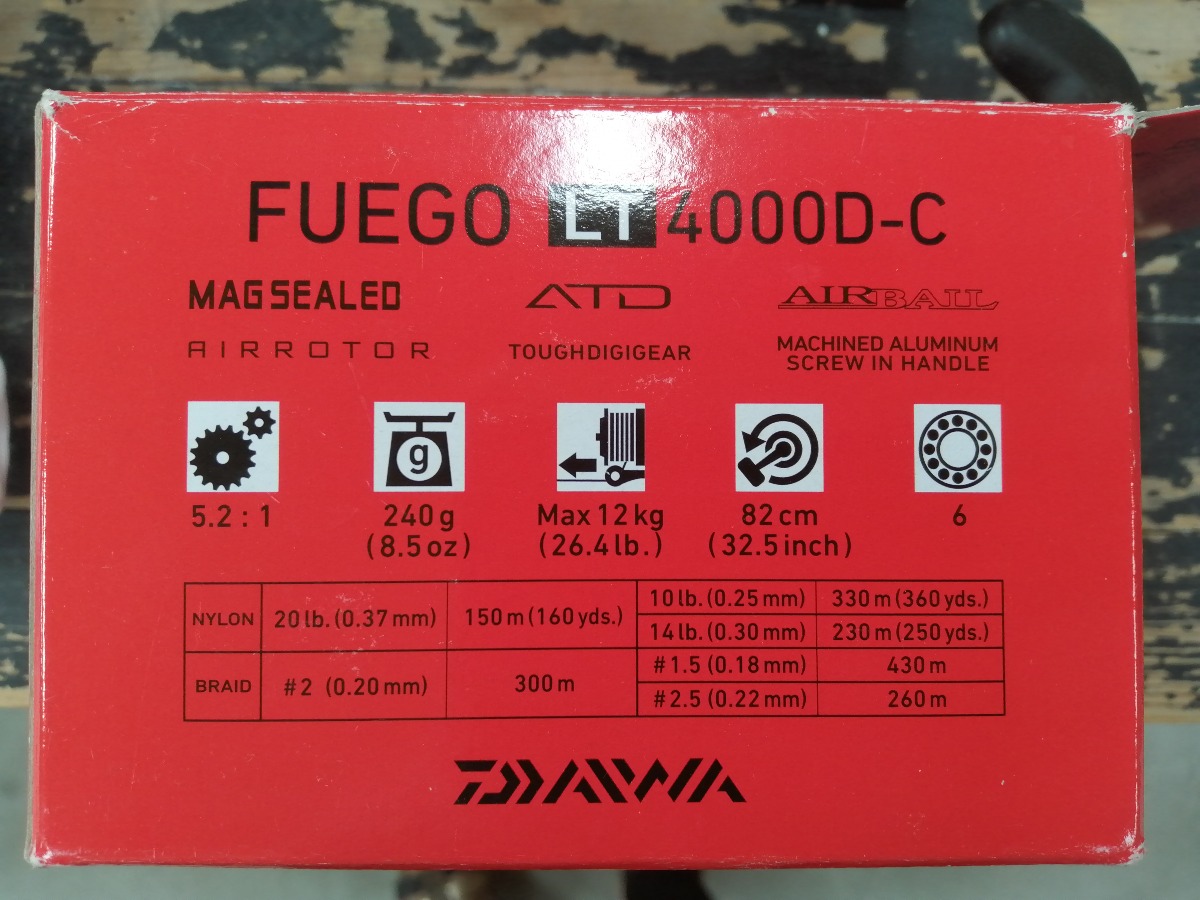 FUEGO LT 4000D-C
MAGSEALED ATD AIRBAIL
AIRROTOR TOUGHDIGIGEAR MACHINED ALUMINUM
SCREW IN HANDLE
g
5.2 : 1 240 g Max 12 kg 82 cm 6
(8.5 oz) (26.4 lb.) (32.5 inch)
NYLON 20 lb. (0.37 mm) 150 m (160 yds.) 10 lb. (0.25 mm) 330 m (360 yds.)
14 lb. (0.30 mm) 230 m (250 yds.)
BRAID #2 (0.20 mm) 300 m #1.5 (0.18 mm) 430 m
#2.5 (0.22 mm) 260 m
DAIWA